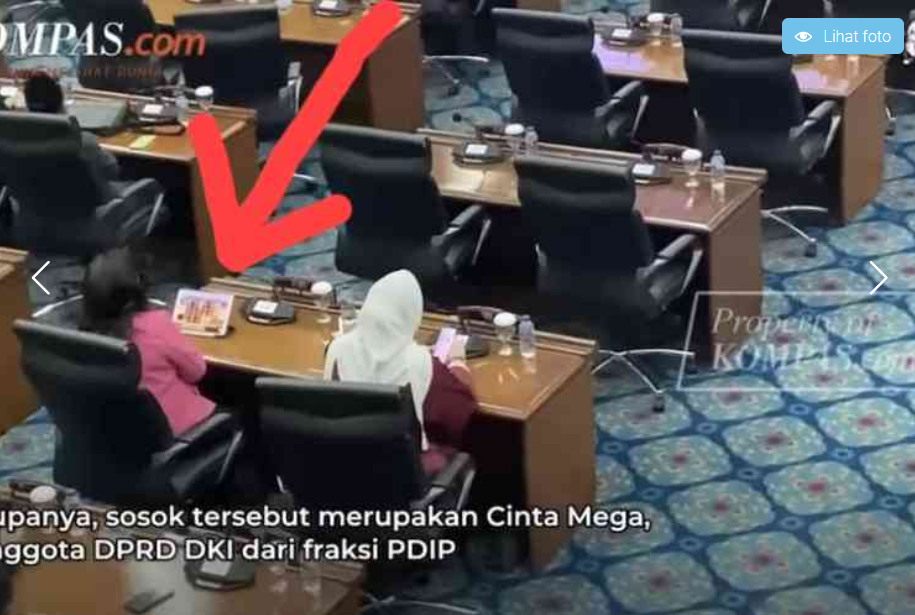 OMPAS.com
Lihat foto
Property of
KOMPAS.com
upanya, sosok tersebut merupakan Cinta Mega,
nggota DPRD DKI dari fraksi PDIP